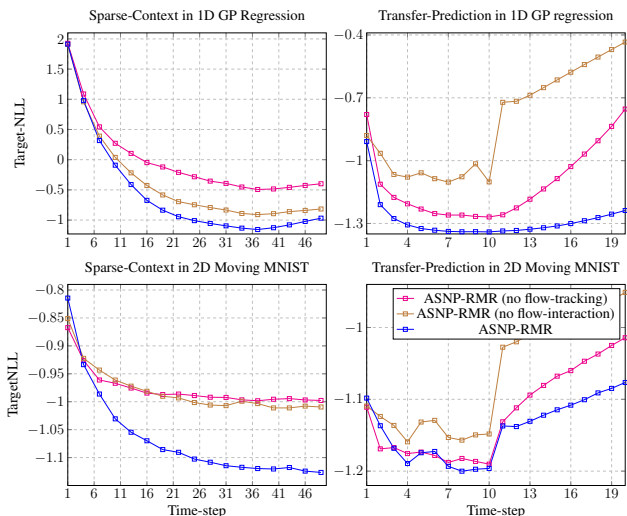 Sparse-Context in 1D GP Regression
Transfer-Prediction in 1D GP regression
Target-NLL
2
1.5
1
0.5
0
−0.5
−1
1 6 11 16 21 26 31 36 41 46
−0.4
−0.7
−1
−1.3
1 4 7 10 13 16 19
Sparse-Context in 2D Moving MNIST
Transfer-Prediction in 2D Moving MNIST
TargetNLL
−0.8
−0.85
−0.9
−0.95
−1
−1.05
−1.1
1 6 11 16 21 26 31 36 41 46
Time-step
ASNP-RMR (no flow-tracking)
ASNP-RMR (no flow-interaction)
ASNP-RMR
−1
−1.1
−1.2
1 4 7 10 13 16 19
Time-step